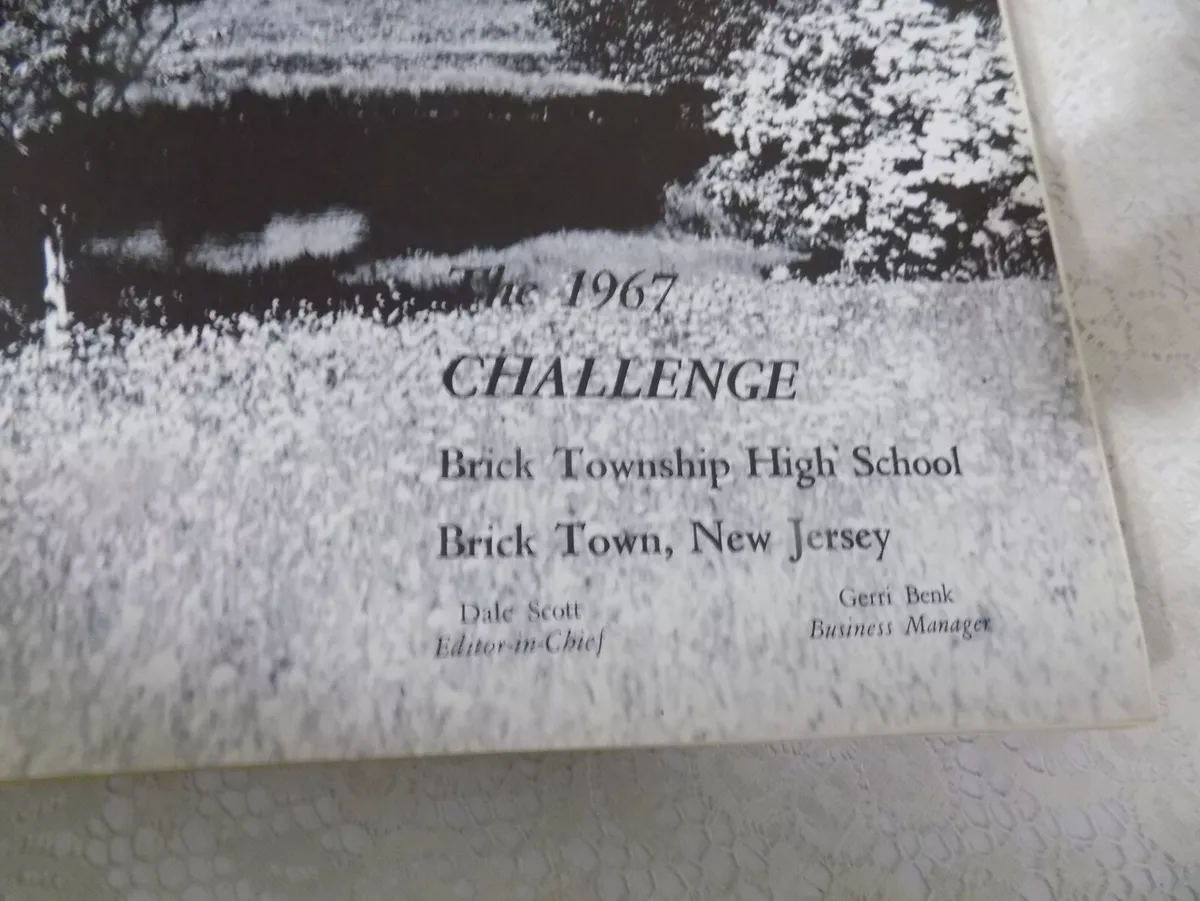 The 1967
CHALLENGE
Brick Township High School
Brick Town, New Jersey
Dale Scott
Editor-in-Chief
Gerri Benk
Business Manager